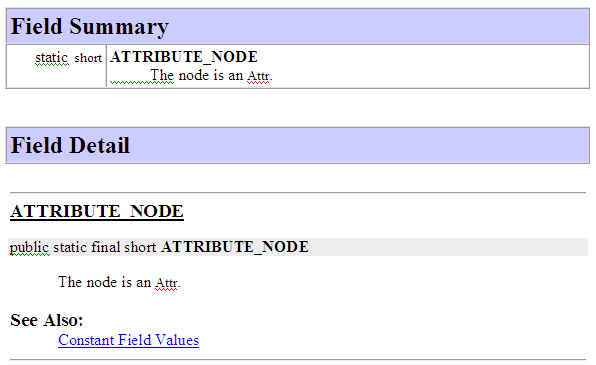 Field Summary
static short ATTRIBUTE_NODE
The node is an Attr.
Field Detail
ATTRIBUTE_NODE
public static final short ATTRIBUTE_NODE
The node is an Attr.
See Also:
Constant Field Values